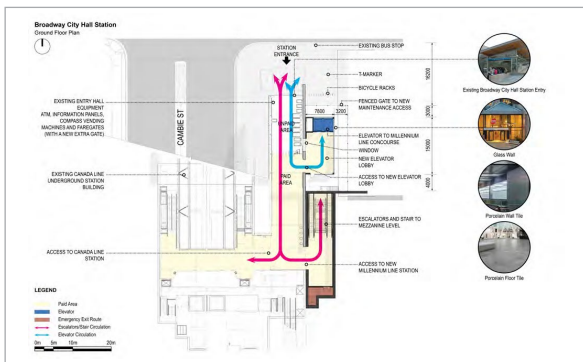 Broadway City Hall Station
Ground Floor Plan
STATION
ENTRANCE
EXISTING BUS STOP
T-MARKER
BICYCLE RACKS
FENCED GATE TO NEW
MAINTENANCE ACCESS
7800
3200
16200
3000
15000
4000
EXISTING ENTRY HALL
EQUIPMENT
ATM, INFORMATION PANELS,
COMPASS VENDING
MACHINES AND FAREGATES
(WITH A NEW EXTRA GATE)
CAMBIE ST
UNPAID
AREA
PAID
AREA
ELEVATOR TO MILLENNIUM
LINE CONCOURSE
WINDOW
NEW ELEVATOR
LOBBY
ACCESS TO NEW ELEVATOR
LOBBY
EXISTING CANADA LINE
UNDERGROUND STATION
BUILDING
ESCALATORS AND STAIR TO
MEZZANINE LEVEL
ACCESS TO CANADA LINE
STATION
ACCESS TO NEW
MILLENNIUM LINE STATION
Existing Broadway City Hall Station Entry
Glass Wall
Porcelain Wall Tile
Porcelain Floor Tile
LEGEND
Paid Area
Elevator
Emergency Exit Route
Escalators/Stair Circulation
Elevator Circulation
0m 5m 10m 20m